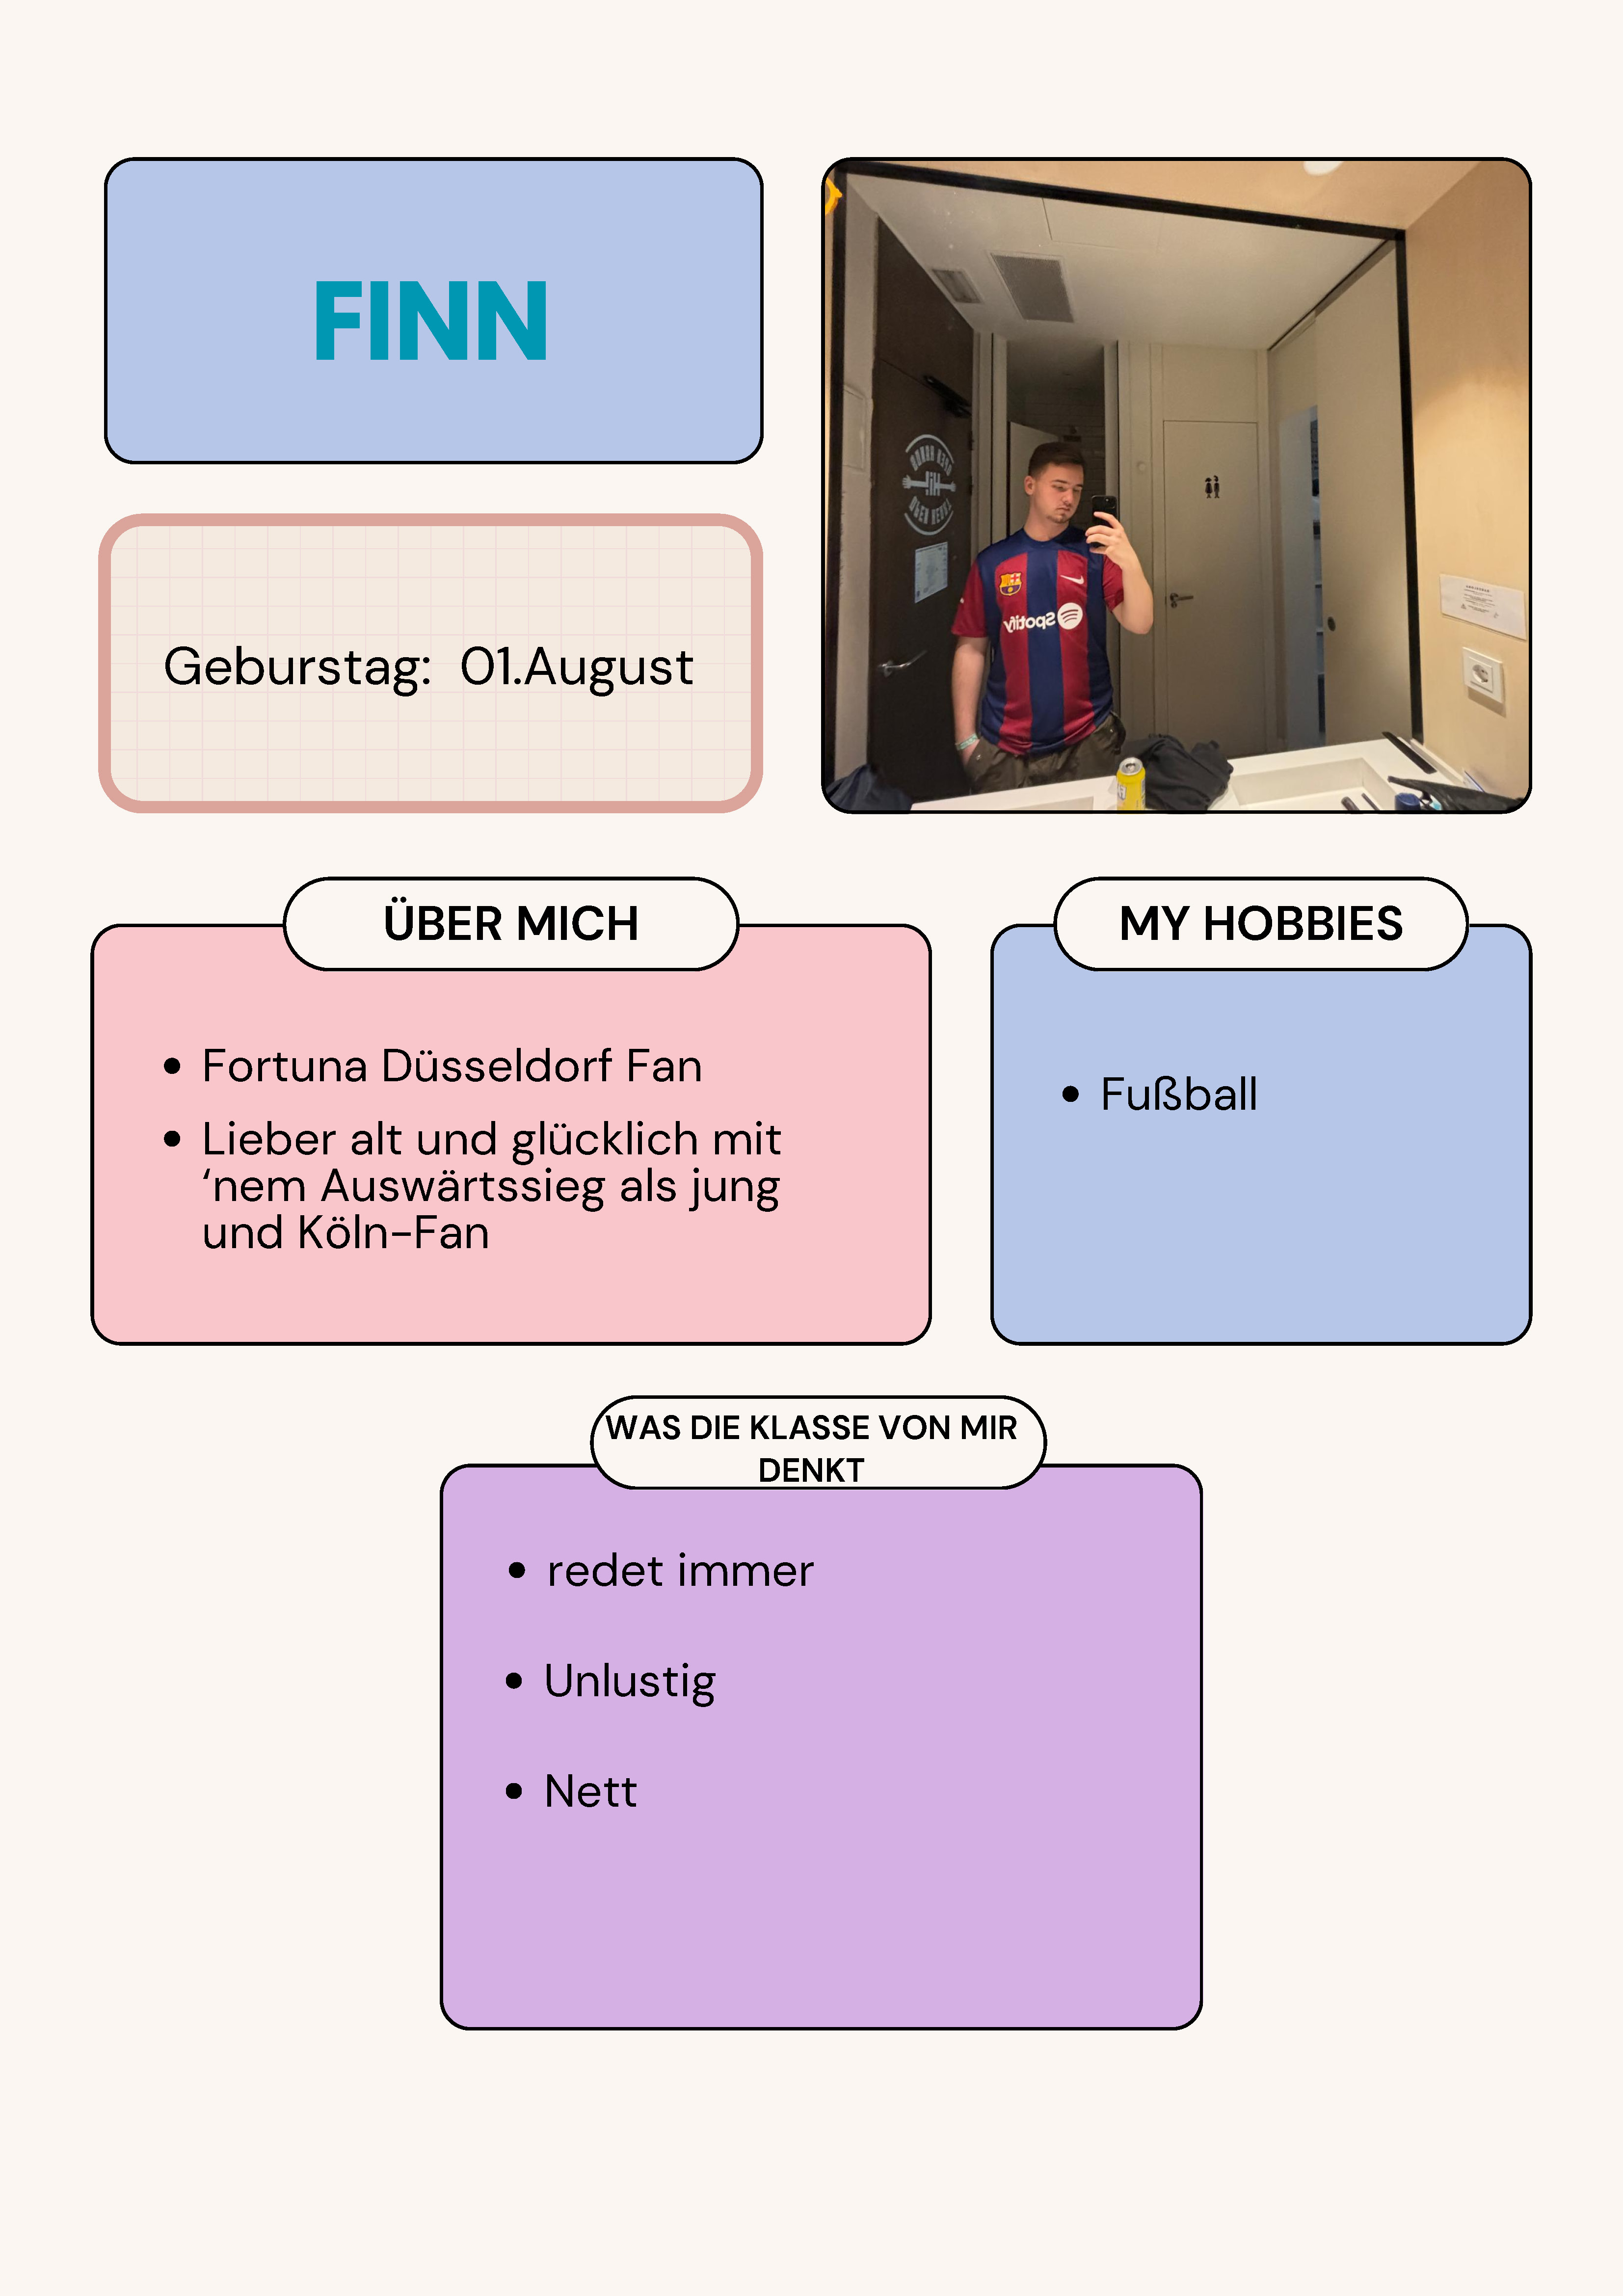 FINN
Geburstag:  01.August
Spotify
ÜBER MICH
Fortuna Düsseldorf Fan
Lieber alt und glücklich mit
‘nem Auswärtssieg als jung
und Köln-Fan
MY HOBBIES
Fußball
WAS DIE KLASSE VON MIR
DENKT
redet immer
Unlustig
Nett